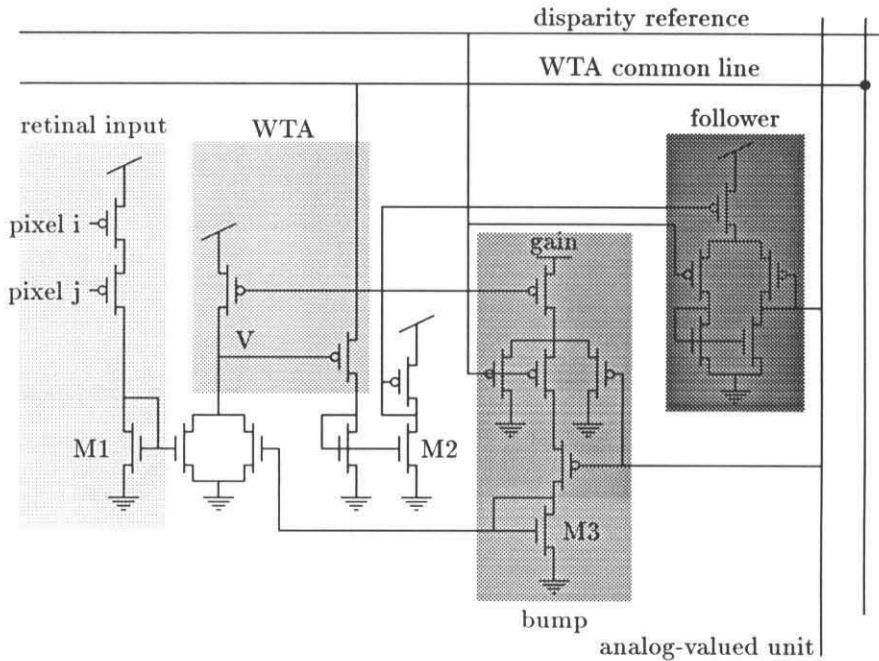 disparity reference
WTA common line
retinal input
WTA
follower
pixel i
gain
pixel j
V
M1
M2
M3
bump
analog-valued unit